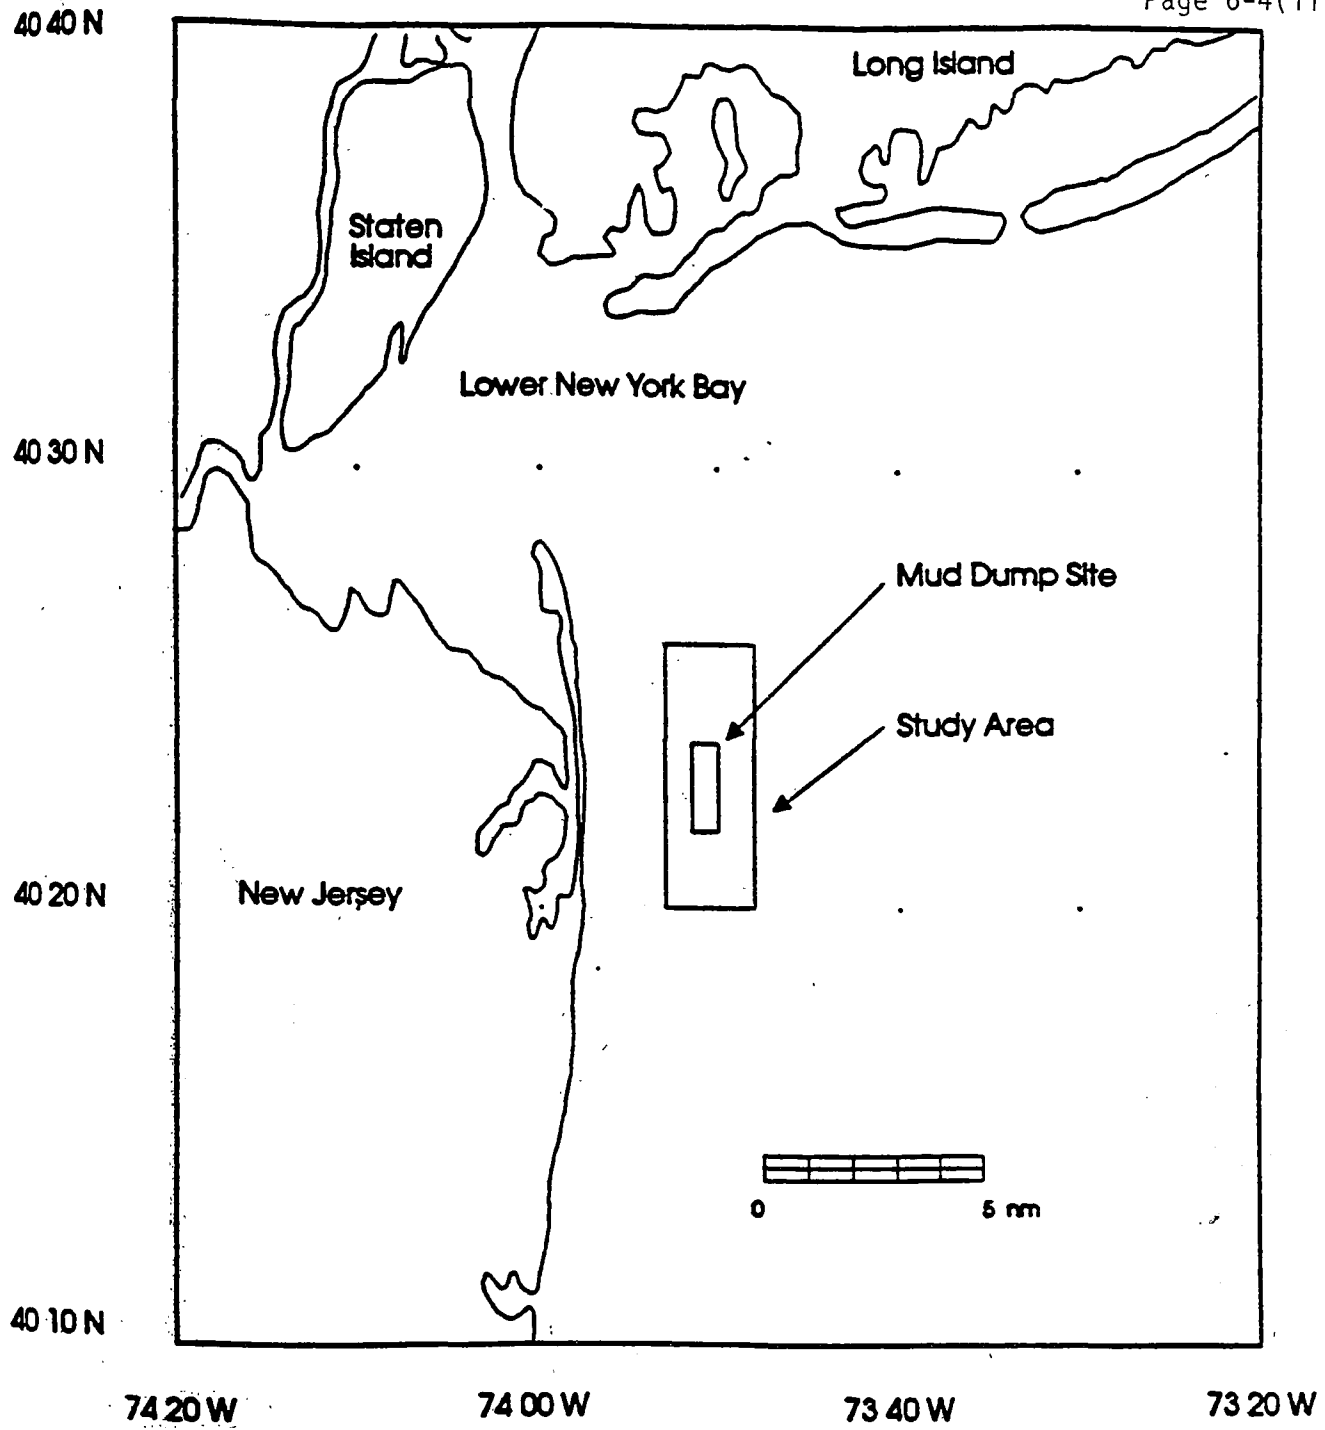 Page 6-4(11
40 40 N
Long Island
Staten
Island
Lower New York Bay
40 30 N
Mud Dump Site
Study Area
40 20 N
New Jersey
0
5 nm
40 10 N
74 20 W
74 00 W
73 40 W
73 20 W